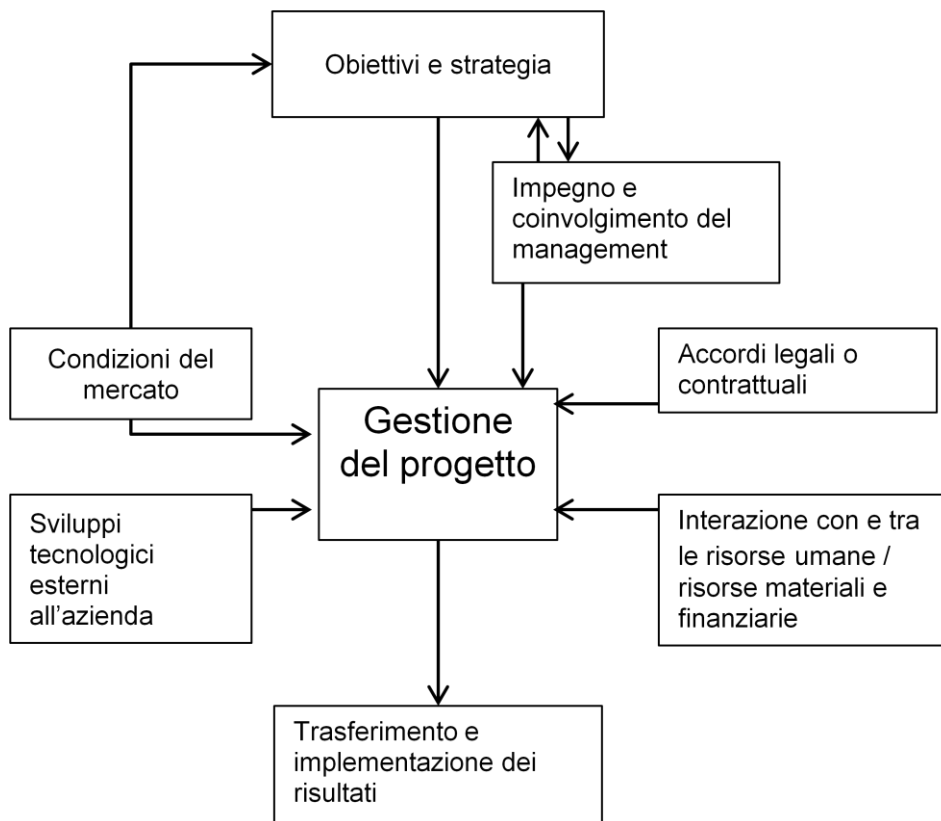 Obiettivi e strategia
Impegno e
coinvolgimento del
management
Condizioni del
mercato
Accordi legali o
contrattuali
Gestione
del progetto
Sviluppi
tecnologici
esterni
all’azienda
Interazione con e tra
le risorse umane /
risorse materiali e
finanziarie
Trasferimento e
implementazione dei
risultati